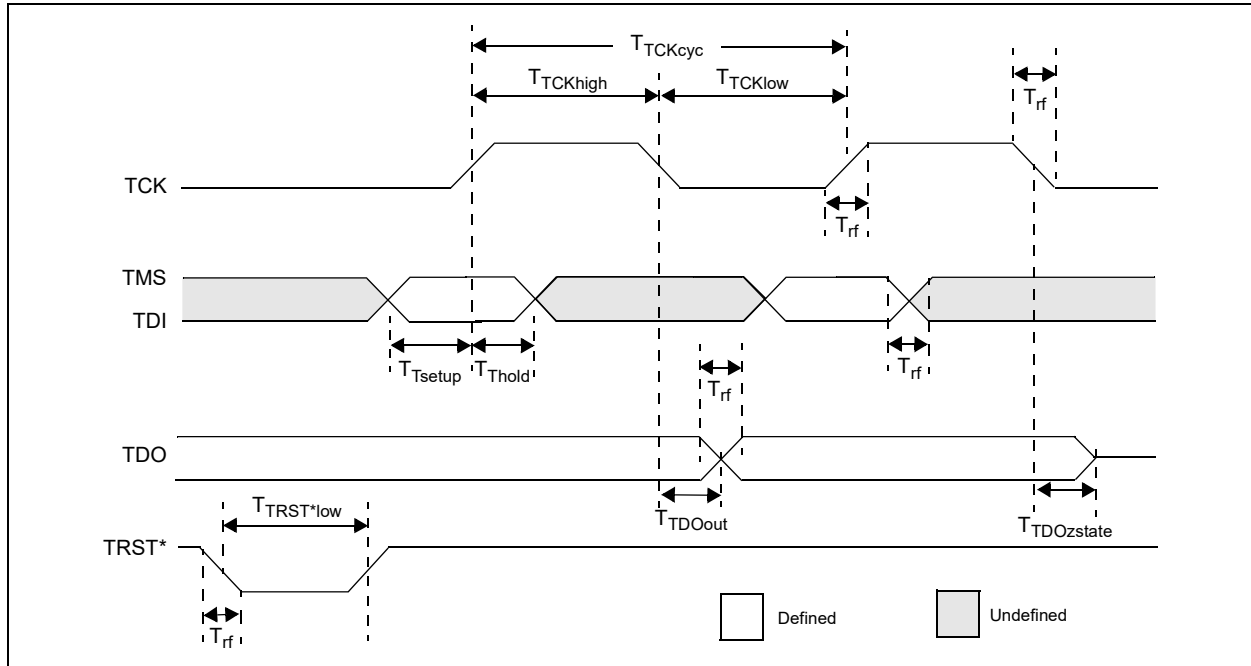 TTCKcyc
TTCKhigh
TTCKlow
Trf
TCK
Trf
TMS
TDI
TTsetup
TThold
Trf
Trf
TDO
TTDOout
TTDOzstate
TTRST*low
TRST*
Trf
Defined
Undefined